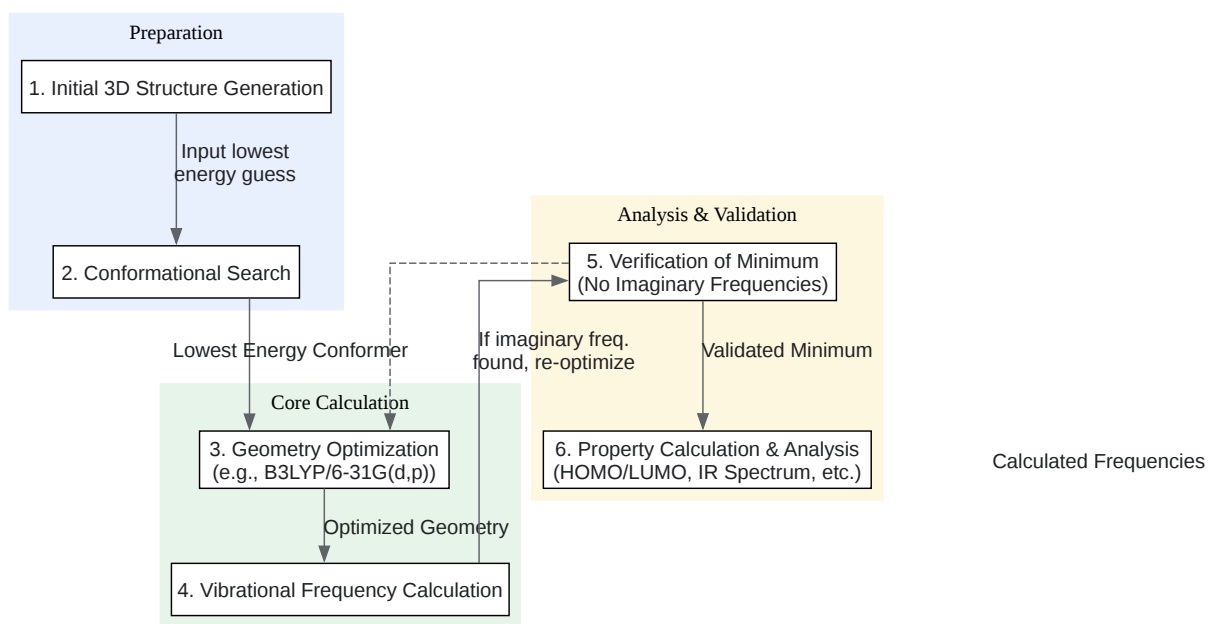 Preparation
1. Initial 3D Structure Generation
Input lowest
energy guess
2. Conformational Search
Lowest Energy Conformer
Core Calculation
3. Geometry Optimization
(e.g., B3LYP/6-31G(d,p))
Optimized Geometry
4. Vibrational Frequency Calculation
If imaginary freq.
found, re-optimize
Analysis & Validation
5. Verification of Minimum
(No Imaginary Frequencies)
Validated Minimum
6. Property Calculation & Analysis
(HOMO/LUMO, IR Spectrum, etc.)
Calculated Frequencies